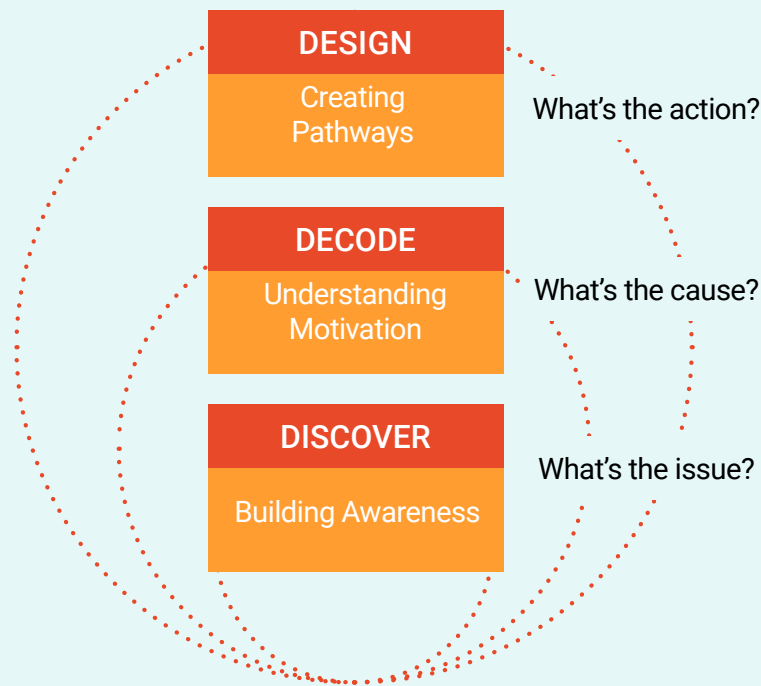 DESIGN
Creating
Pathways
What’s the action?
DECODE
Understanding
Motivation
What’s the cause?
DISCOVER
Building Awareness
What’s the issue?